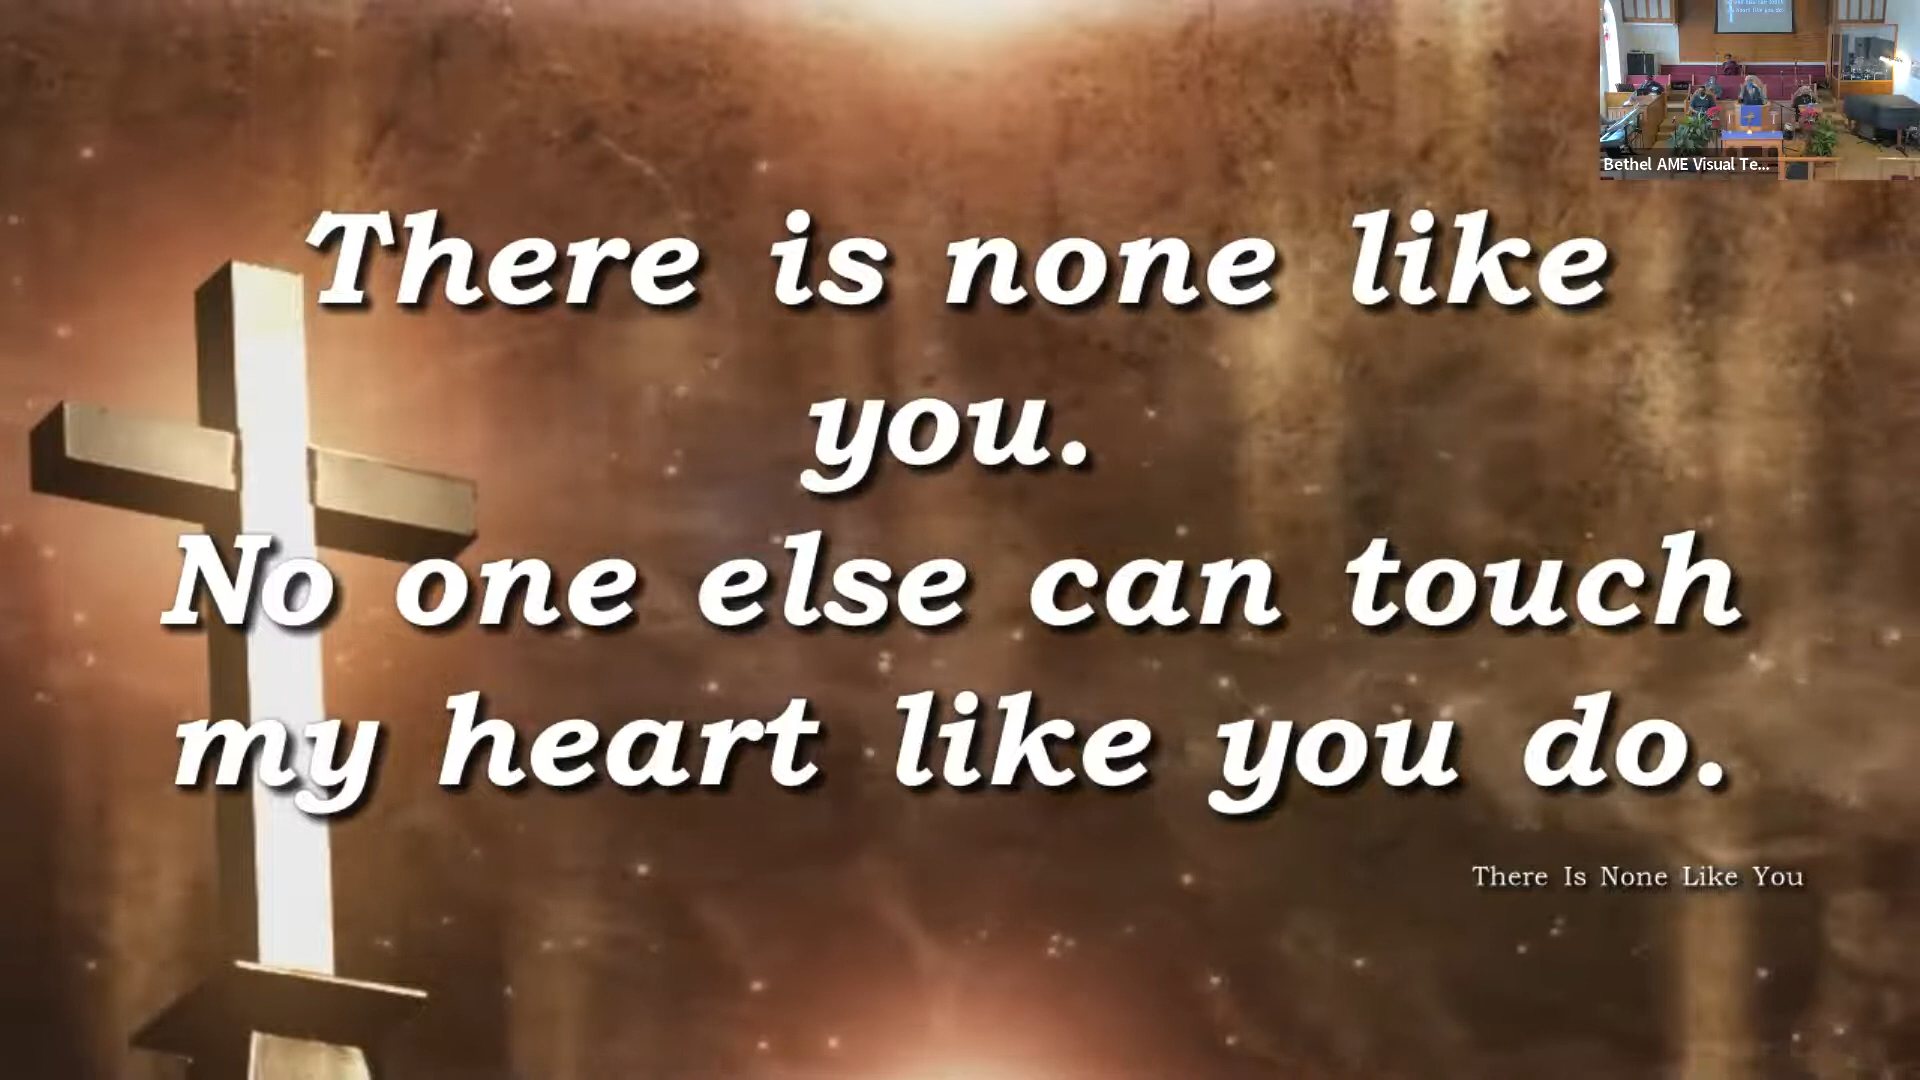 Bethel AME Visual Te...
There is none like
you.
No one else can touch
my heart like you do.
There Is None Like You